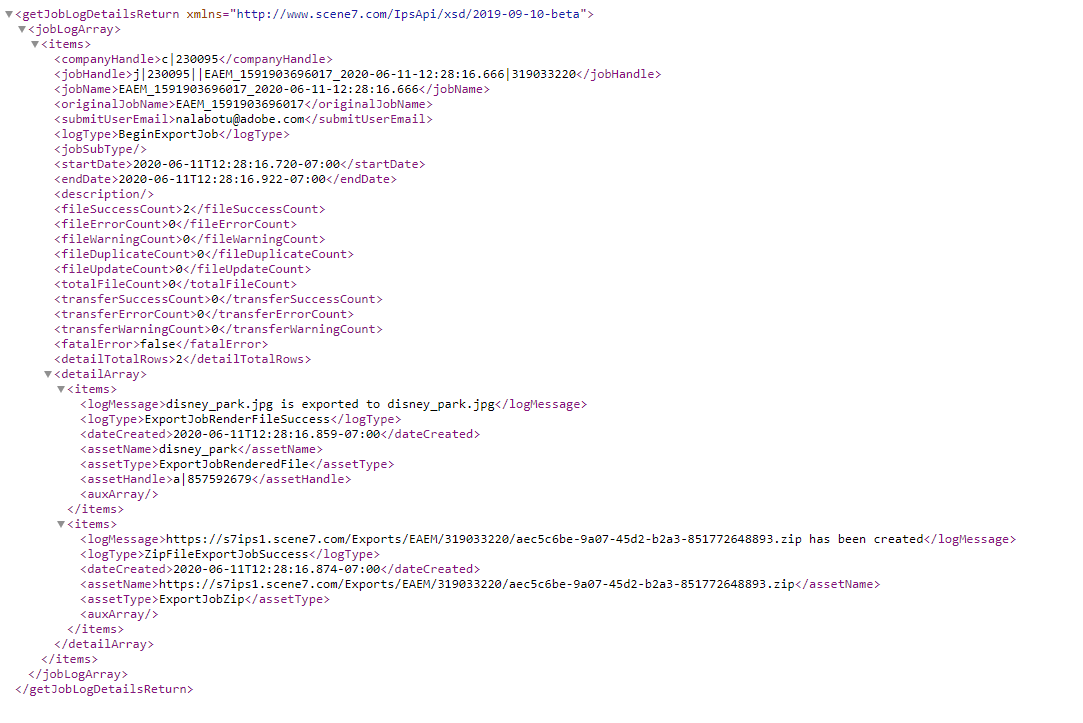 ▼<getJobLogDetailsReturn xmlns="http://www.scene7.com/IpsApi/xsd/2019-09-10-beta">
▼<jobLogArray>
▼<items>
<companyHandle>c|230095</companyHandle>
<jobHandle>j|230095||EAEM_1591903696017_2020-06-11-12:28:16.666|319033220</jobHandle>
<jobName>EAEM_1591903696017_2020-06-11-12:28:16.666</jobName>
<originalJobName>EAEM_1591903696017</originalJobName>
<submitUserEmail>nalabotu@adobe.com</submitUserEmail>
<logType>BeginExportJob</logType>
<jobSubType/>
<startDate>2020-06-11T12:28:16.720-07:00</startDate>
<endDate>2020-06-11T12:28:16.922-07:00</endDate>
<description/>
<fileSuccessCount>2</fileSuccessCount>
<fileErrorCount>0</fileErrorCount>
<fileWarningCount>0</fileWarningCount>
<fileDuplicateCount>0</fileDuplicateCount>
<fileUpdateCount>0</fileUpdateCount>
<totalFileCount>0</totalFileCount>
<transferSuccessCount>0</transferSuccessCount>
<transferErrorCount>0</transferErrorCount>
<transferWarningCount>0</transferWarningCount>
<fatalError>false</fatalError>
<detailTotalRows>2</detailTotalRows>
▼<detailArray>
▼<items>
<logMessage>disney_park.jpg is exported to disney_park.jpg</logMessage>
<logType>ExportJobRenderFileSuccess</logType>
<dateCreated>2020-06-11T12:28:16.859-07:00</dateCreated>
<assetName>disney_park</assetName>
<assetType>ExportJobRenderedFile</assetType>
<assetHandle>a|857592679</assetHandle>
<auxArray/>
</items>
▼<items>
<logMessage>https://s7ips1.scene7.com/Exports/EAEM/319033220/aec5c6be-9a07-45d2-b2a3-851772648893.zip has been created</logMessage>
<logType>ZipFileExportJobSuccess</logType>
<dateCreated>2020-06-11T12:28:16.874-07:00</dateCreated>
<assetName>https://s7ips1.scene7.com/Exports/EAEM/319033220/aec5c6be-9a07-45d2-b2a3-851772648893.zip</assetName>
<assetType>ExportJobZip</assetType>
<auxArray/>
</items>
</detailArray>
</items>
</jobLogArray>
</getJobLogDetailsReturn>